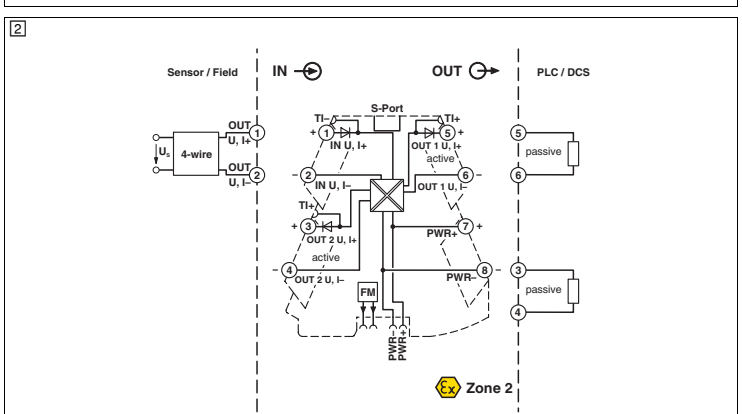 2
Sensor / Field
IN
OUT
PLC / DCS
S-Port
TI–
TI+
OUT
U, I+
1
+ 1
5 +
5
IN U, I+
OUT 1 U, I+
active
Us
4-wire
passive
OUT
U, I–
2
– 2
6 –
6
IN U, I–
OUT 1 U, I–
TI+
+ 3
7 +
OUT 2 U, I+
PWR+
active
– 4
8 –
3
OUT 2 U, I–
PWR–
passive
FM
4
PWR–
PWR+
Ex Zone 2